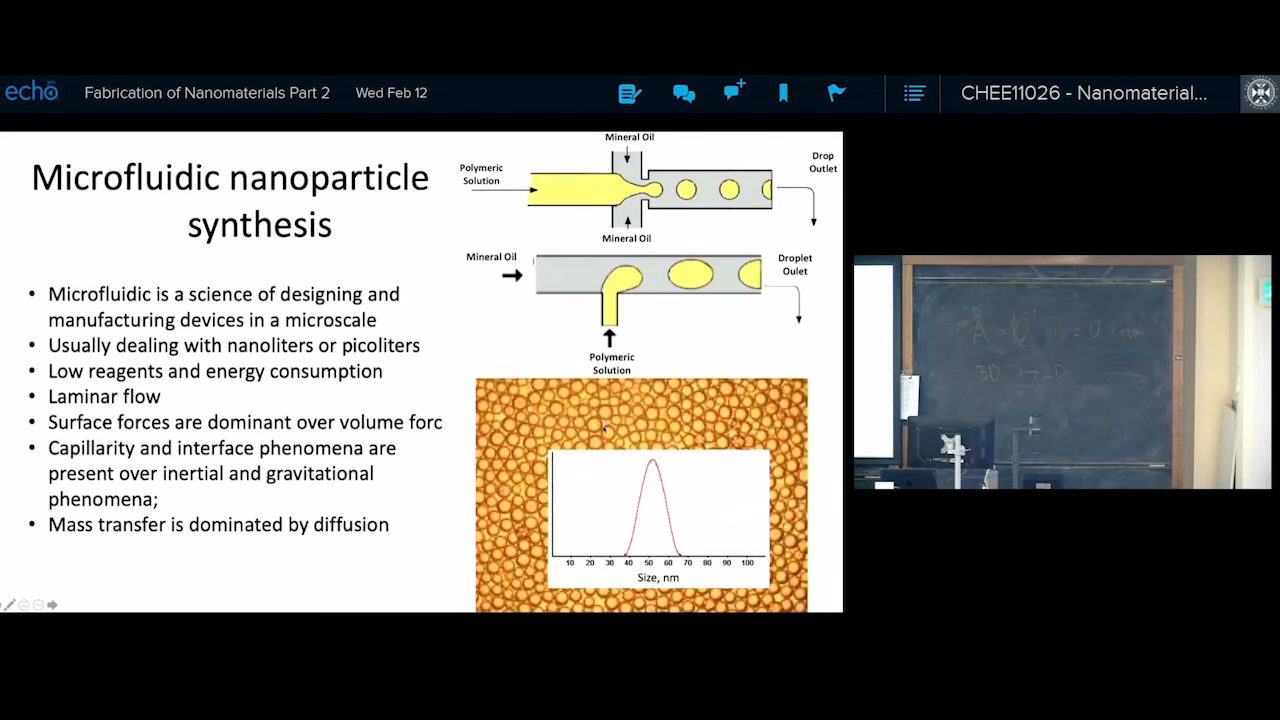 echo
Fabrication of Nanomaterials Part 2 Wed Feb 12
CHEE11026 - Nanomaterial...
Microfluidic nanoparticle
synthesis
• Microfluidic is a science of designing and
manufacturing devices in a microscale
• Usually dealing with nanoliters or picoliters
• Low reagents and energy consumption
• Laminar flow
• Surface forces are dominant over volume forc
• Capillarity and interface phenomena are
present over inertial and gravitational
phenomena;
• Mass transfer is dominated by diffusion
Mineral Oil
Polymeric
Solution
Drop
Outlet
Mineral Oil
Mineral Oil
Droplet
Oulet
Polymeric
Solution
10 20 30 40 50 60 70 80 90 100
Size, nm
Å = 10
3D ↔ 2D